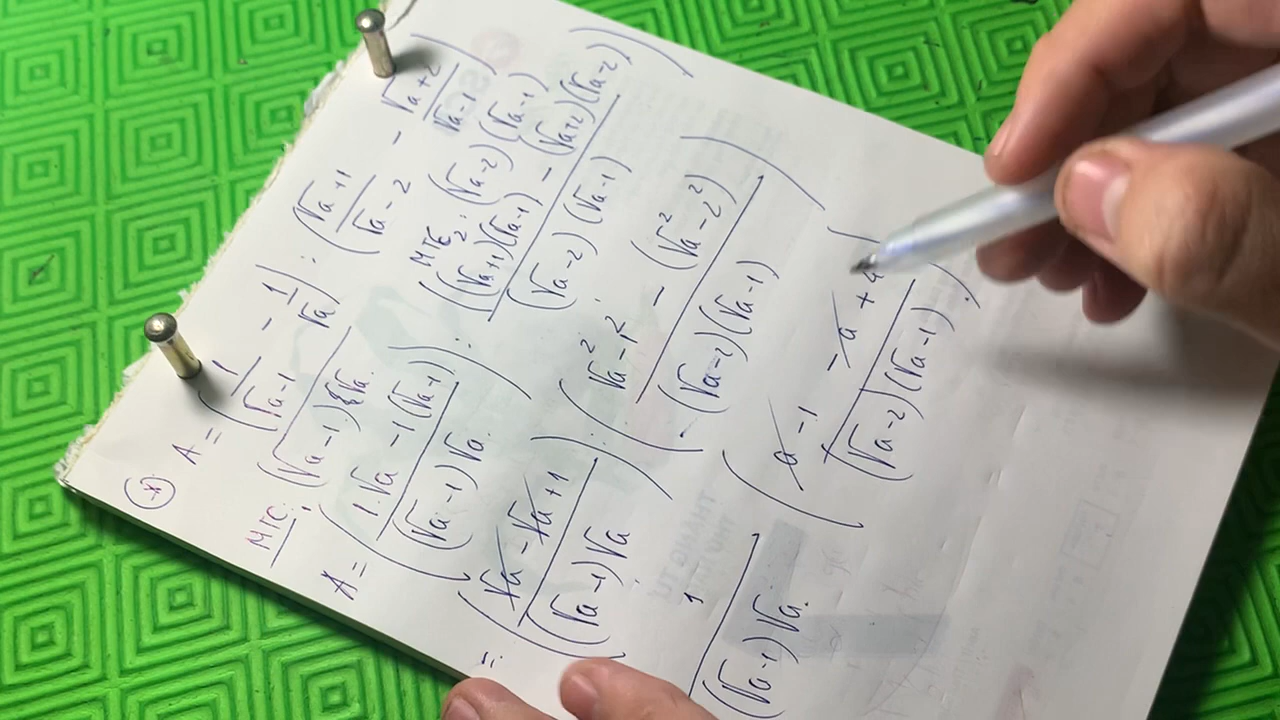 A = (1/(√a-1) - 1/√a) : ((√a+1)/(√a-2) - (√a+2)/(√a-1))
MTC: (√a-1)√a. MTC2: (√a-2)(√a-1)
A = ((1.√a - 1(√a-1))/((√a-1)√a)) : (((√a+1)(√a-1) - (√a+2)(√a-2))/((√a-2)(√a-1)))
= ((√a-√a+1)/((√a-1)√a)) : ((√a²-1² - (√a²-2²))/((√a-2)(√a-1)))
1/((√a-1)√a) : ((a-1 -a+4)/((√a-2)(√a-1)))